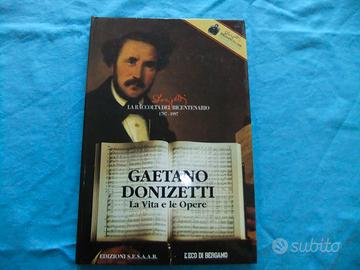 Donizetti
LA RACCOLTA DEL BICENTENARIO
1797 - 1997
GAETANO
DONIZETTI
La Vita e le Opere
EDIZIONI S.E.S.A.A.B.
L'ECO DI BERGAMO
subito